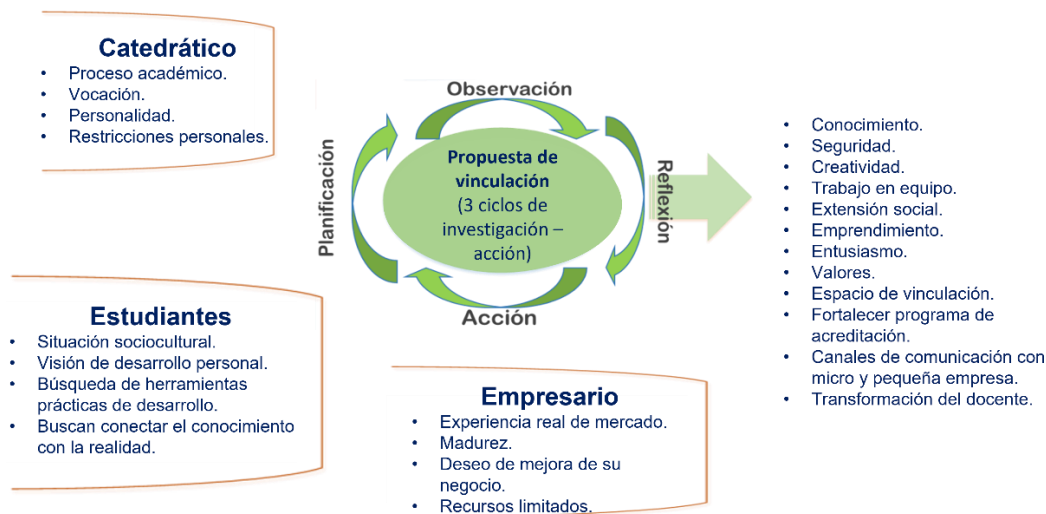 Catedrático
• Proceso académico.
• Vocación.
• Personalidad.
• Restricciones personales.
Observación
Planificación
Propuesta de
vinculación
(3 ciclos de
investigación –
acción)
Reflexión
Acción
Estudiantes
• Situación sociocultural.
• Visión de desarrollo personal.
• Búsqueda de herramientas
prácticas de desarrollo.
• Buscan conectar el conocimiento
con la realidad.
Empresario
• Experiencia real de mercado.
• Madurez.
• Deseo de mejora de su
negocio.
• Recursos limitados.
• Conocimiento.
• Seguridad.
• Creatividad.
• Trabajo en equipo.
• Extensión social.
• Emprendimiento.
• Entusiasmo.
• Valores.
• Espacio de vinculación.
• Fortalecer programa de
acreditación.
• Canales de comunicación con
micro y pequeña empresa.
• Transformación del docente.